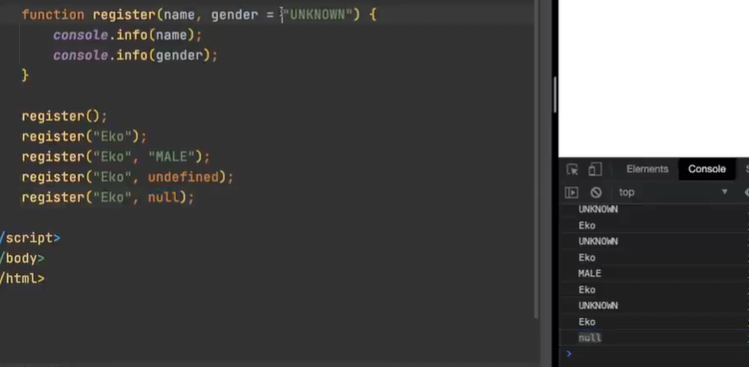 function register(name, gender = "UNKNOWN") {
console.info(name);
console.info(gender);
}
register();
register("Eko");
register("Eko", "MALE");
register("Eko", undefined);
register("Eko", null);
/script>
/body>
/html>
Elements Console
top
UNKNOWN
Eko
UNKNOWN
Eko
MALE
Eko
UNKNOWN
Eko
null
>